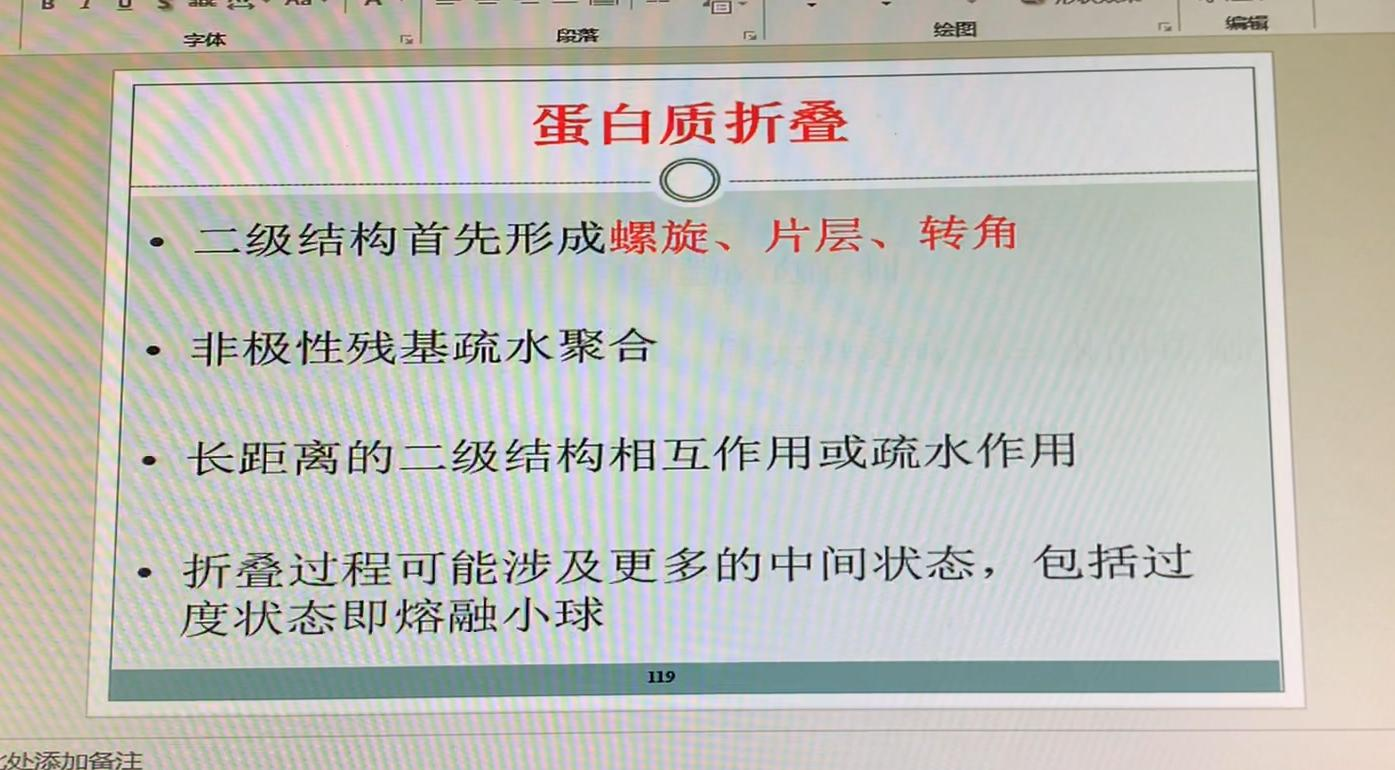 B I U S abc Aa A
字体
段落
绘图
编辑
蛋白质折叠
• 二级结构首先形成螺旋、片层、转角
• 非极性残基疏水聚合
• 长距离的二级结构相互作用或疏水作用
• 折叠过程可能涉及更多的中间状态，包括过
度状态即熔融小球
119
处添加备注